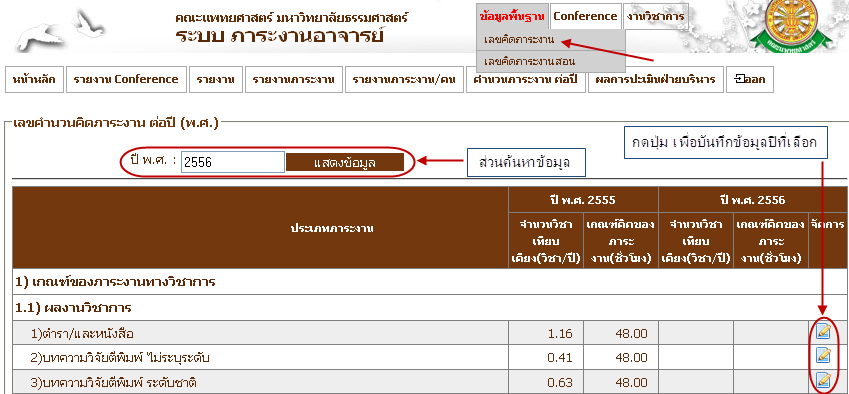 คณะแพทยศาสตร์ มหาวิทยาลัยธรรมศาสตร์
ระบบ ภาระงานอาจารย์
ข้อมูลพื้นฐาน Conference งานวิชาการ
เลขคิดภาระงาน
เลขคิดภาระงานสอน
หน้าหลัก รายงาน Conference รายงาน รายงานภาระงาน รายงานภาระงาน/คน คำนวนภาระงาน ต่อปี ผลการประเมินฝ่ายบริหาร ออก
เลขคำนวนคิดภาระงาน ต่อปี (พ.ศ.)
กดปุ่ม เพื่อบันทึกข้อมูลปีที่เลือก
ปี พ.ศ. : 2556 แสดงข้อมูล
ส่วนค้นหาข้อมูล
ประเภทภาระงาน
ปี พ.ศ. 2555 ปี พ.ศ. 2556
จำนวนวิชา เกณฑ์คิดของ จำนวนวิชา เกณฑ์คิดของ จัดการ
เทียบ ภาระ เทียบ ภาระ
เคียง(วิชา/ปี) งาน(ชั่วโมง) เคียง(วิชา/ปี) งาน(ชั่วโมง)
1) เกณฑ์ของภาระงานทางวิชาการ
1.1) ผลงานวิชาการ
1)ตำรา/และหนังสือ 1.16 48.00
2)บทความวิจัยตีพิมพ์ ไม่ระบุระดับ 0.41 48.00
3)บทความวิจัยตีพิมพ์ ระดับชาติ 0.63 48.00